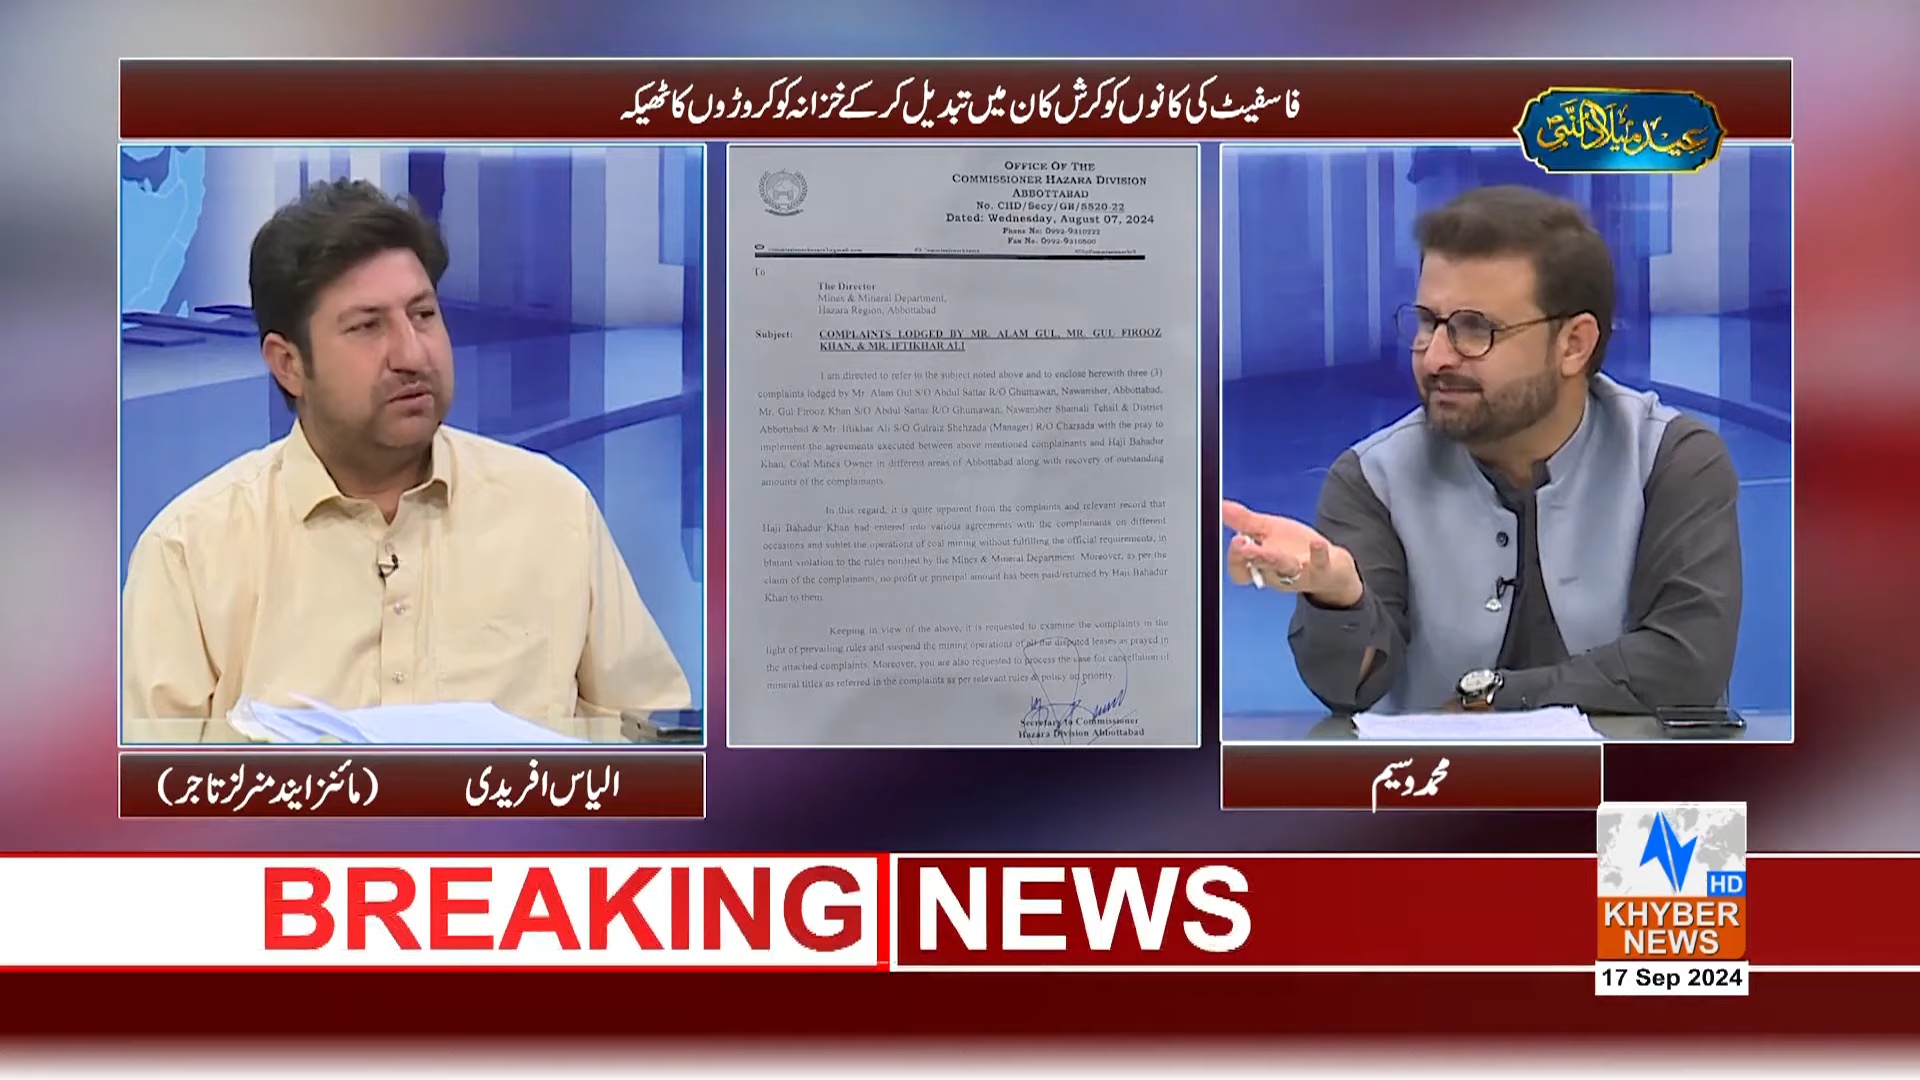 فاسفیٹ کی کانوں کو کرش کان میں تبدیل کر کے خزانہ کو کروڑوں کا ٹھیکہ
عید میلاد النبی
OFFICE OF THE
COMMISSIONER HAZARA DIVISION
ABBOTTABAD
No. CHD/Secy/GB/5520-22
Dated: Wednesday, August 07, 2024
Phone No: 0992-9310222
Fax No. 0992-9310500
To
The Director
Mines & Mineral Department,
Hazara Region, Abbottabad
Subject: COMPLAINTS LODGED BY MR. ALAM GUL, MR. GUL FIROOZ
KHAN, & MR. IFTIKHAR ALI
I am directed to refer to the subject noted above and to enclose herewith three (3)
complaints lodged by Mr. Alam Gul S/O Abdul Sattar R/O Ghumawan, Nawansher, Abbottabad,
Mr. Gul Firooz Khan S/O Abdul Sattar R/O Ghumawan, Nawansher Shamali Tehsil & District
Abbottabad & Mr. Iftikhar Ali S/O Gulraiz Shehzada (Manager) R/O Charsada with the pray to
implement the agreements executed between above mentioned complainants and Haji Bahadur
Khan, Coal Mines Owner in different areas of Abbottabad along with recovery of outstanding
amounts of the complainants.
In this regard, it is quite apparent from the complaints and relevant record that
Haji Bahadur Khan had entered into various agreements with the complainants on different
occasions and sublet the operations of coal mining without fulfilling the official requirements, in
blatant violation to the rules notified by the Mines & Mineral Department. Moreover, as per the
claim of the complainants, no profit or principal amount has been paid/returned by Haji Bahadur
Khan to them.
Keeping in view of the above, it is requested to examine the complaints in the
light of prevailing rules and suspend the mining operations of all the disputed leases as prayed in
the attached complaints. Moreover, you are also requested to process the case for cancellation of
mineral titles as referred in the complaints as per relevant rules & policy on priority.
Secretary to Commissioner
Hazara Division Abbottabad
الیاس افریدی (مائنز اینڈ منرلز تاجر)
محمد وسیم
BREAKING NEWS
HD
KHYBER
NEWS
17 Sep 2024